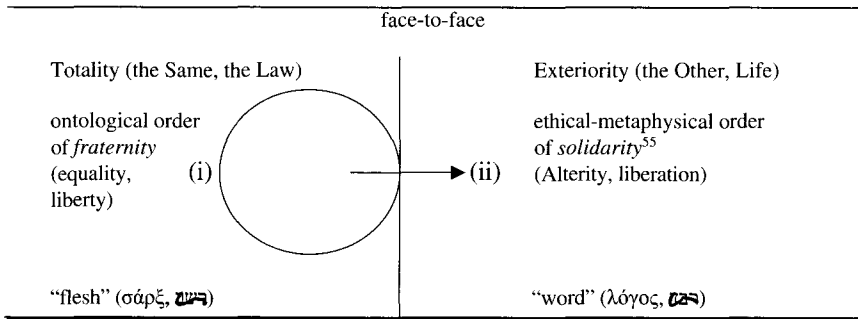 face-to-face
Totality (the Same, the Law)
ontological order
of fraternity
(equality,
liberty)
(i)
“flesh” (σάρξ, )
Exteriority (the Other, Life)
ethical-metaphysical order
of solidarity⁵⁵
(Alterity, liberation)
(ii)
“word” (λόγος, )